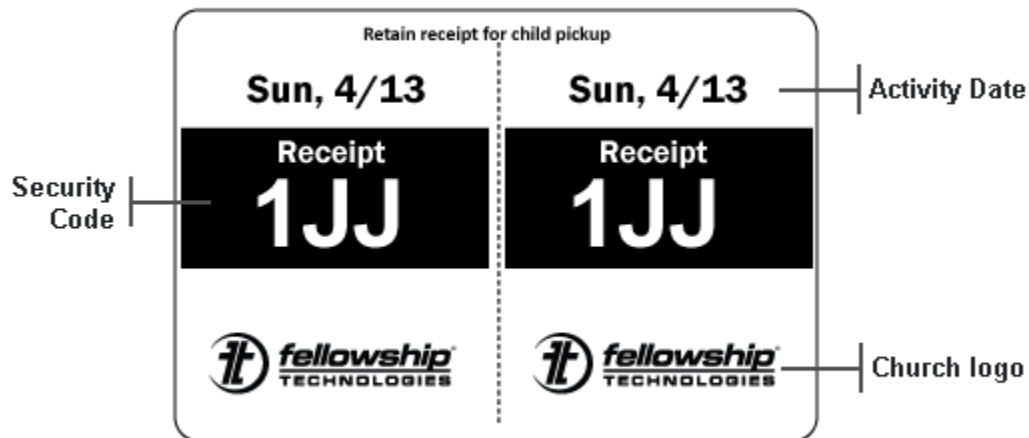 Retain receipt for child pickup
Sun, 4/13 Sun, 4/13
Activity Date
Receipt Receipt
Security
Code
1JJ 1JJ
fellowship fellowship
TECHNOLOGIES TECHNOLOGIES
Church logo